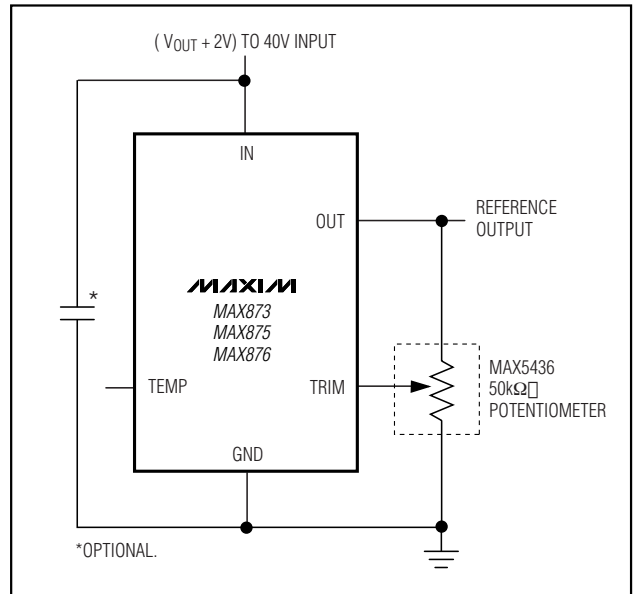 ( VOUT + 2V) TO 40V INPUT
IN
OUT
REFERENCE
OUTPUT
MAXIM
MAX873
MAX875
MAX876
*
TEMP
TRIM
MAX5436
50kΩ▯
POTENTIOMETER
GND
*OPTIONAL.